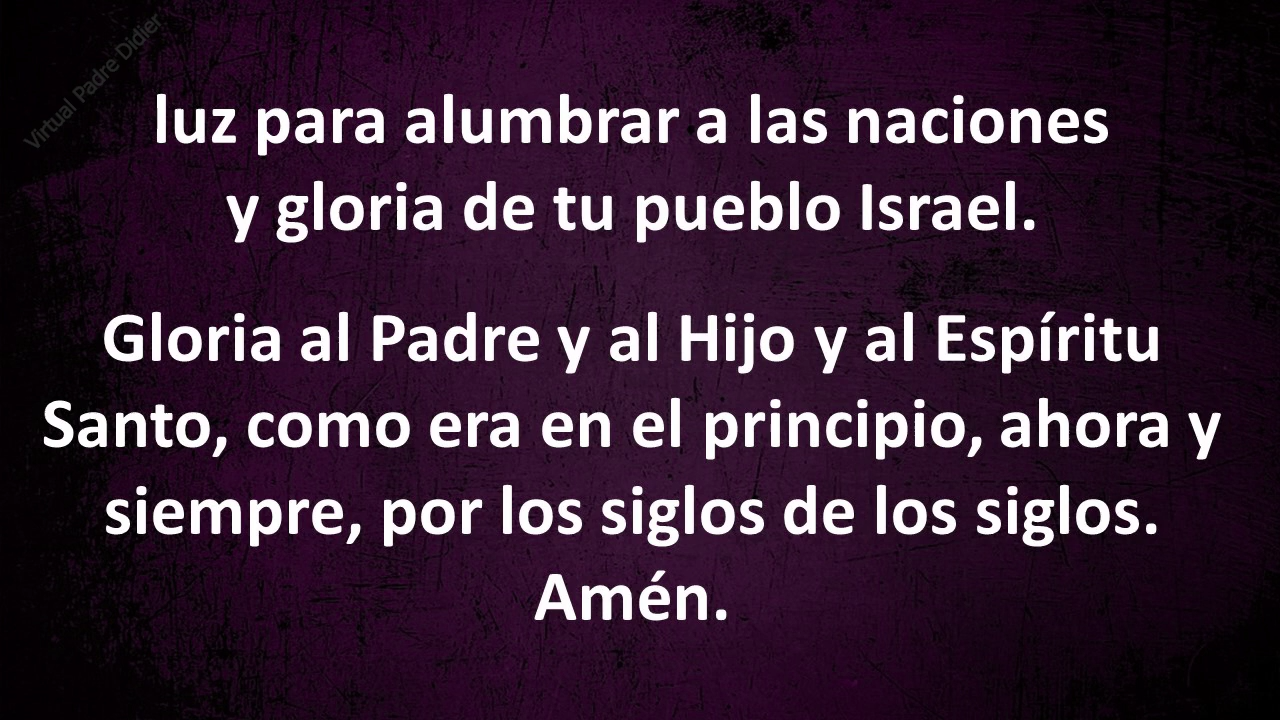 Virtual Padre Didier
luz para alumbrar a las naciones
y gloria de tu pueblo Israel.
Gloria al Padre y al Hijo y al Espíritu
Santo, como era en el principio, ahora y
siempre, por los siglos de los siglos.
Amén.